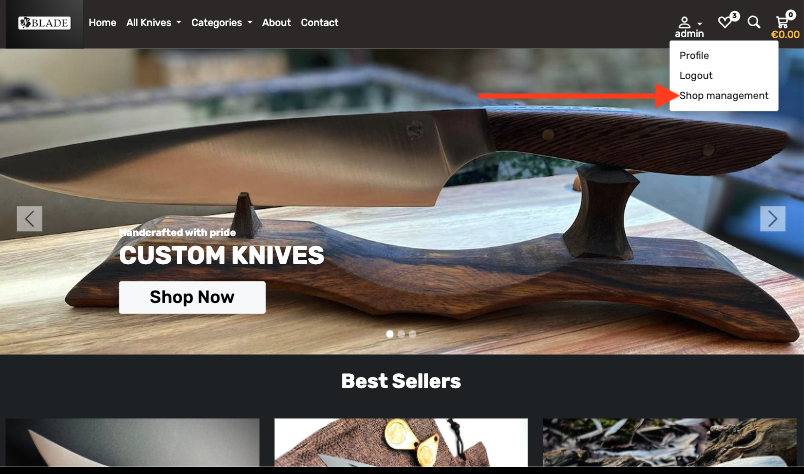 BLADE
Home All Knives Categories About Contact
3
0
admin
€0.00
Profile
Logout
Shop management
Handcrafted with pride
CUSTOM KNIVES
Shop Now
Best Sellers